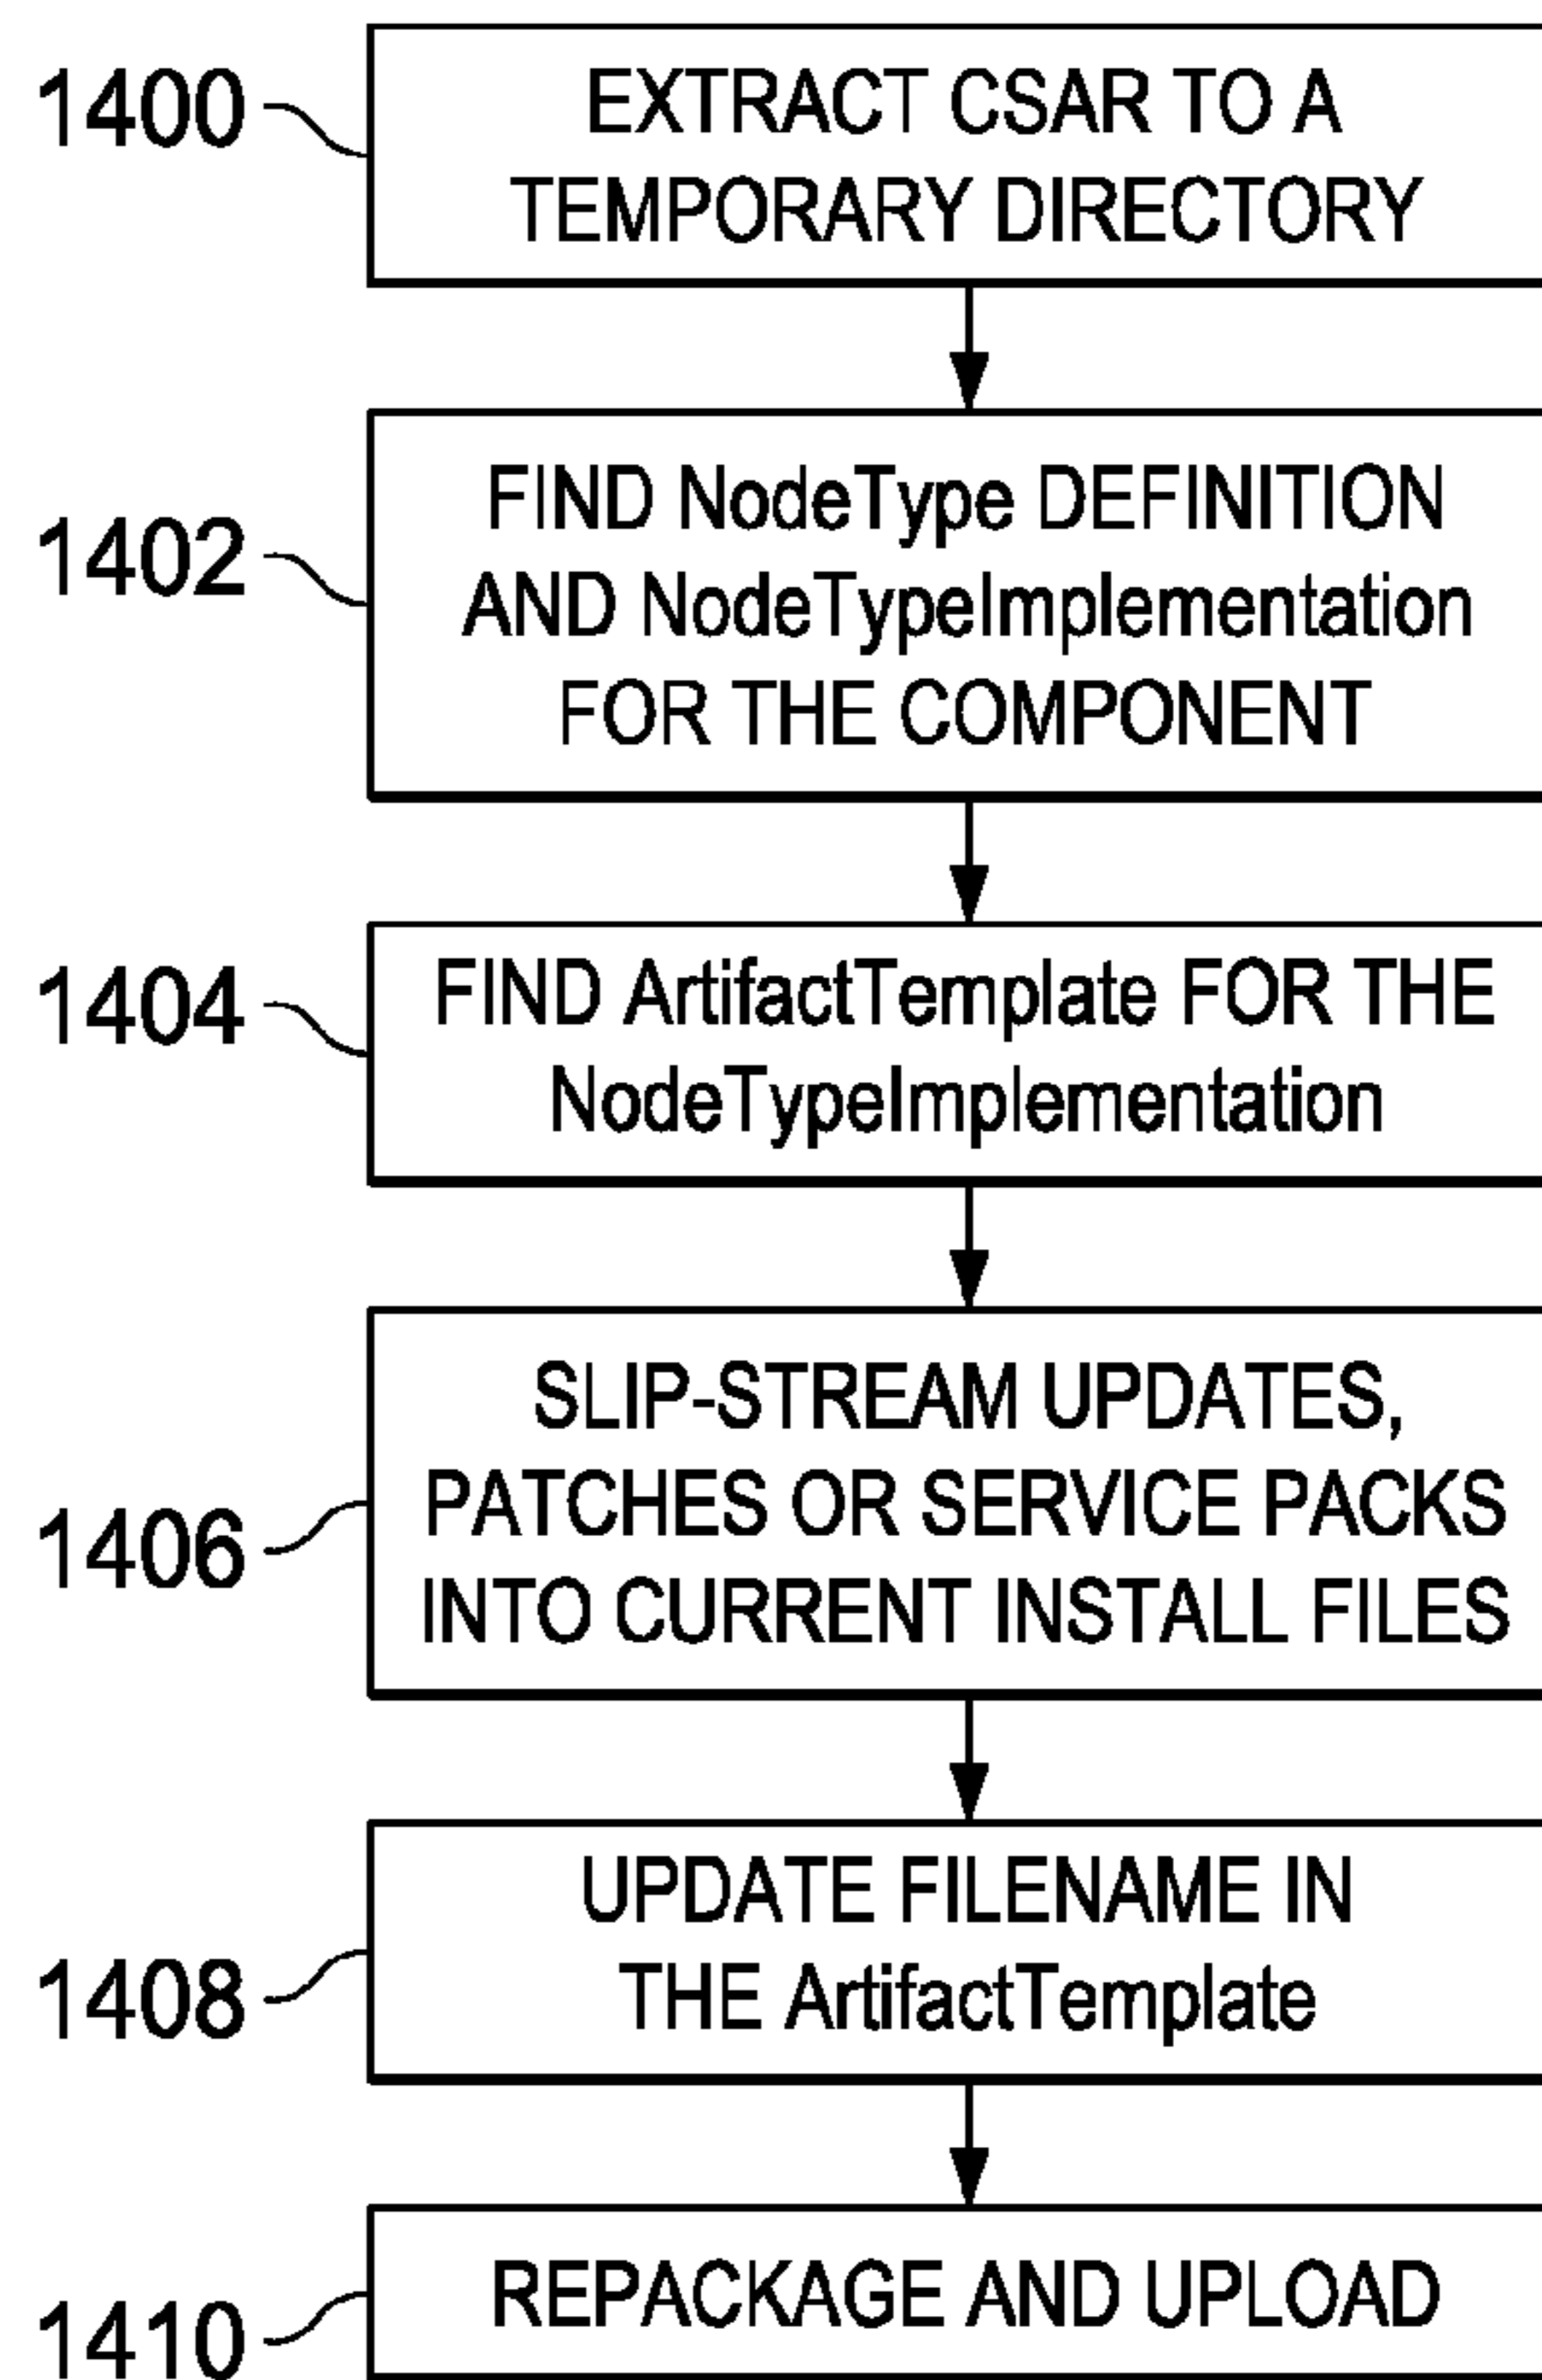 1400
EXTRACT CSAR TO A
TEMPORARY DIRECTORY
1402
FIND NodeType DEFINITION
AND NodeTypeImplementation
FOR THE COMPONENT
1404
FIND ArtifactTemplate FOR THE
NodeTypeImplementation
1406
SLIP-STREAM UPDATES,
PATCHES OR SERVICE PACKS
INTO CURRENT INSTALL FILES
1408
UPDATE FILENAME IN
THE ArtifactTemplate
1410
REPACKAGE AND UPLOAD